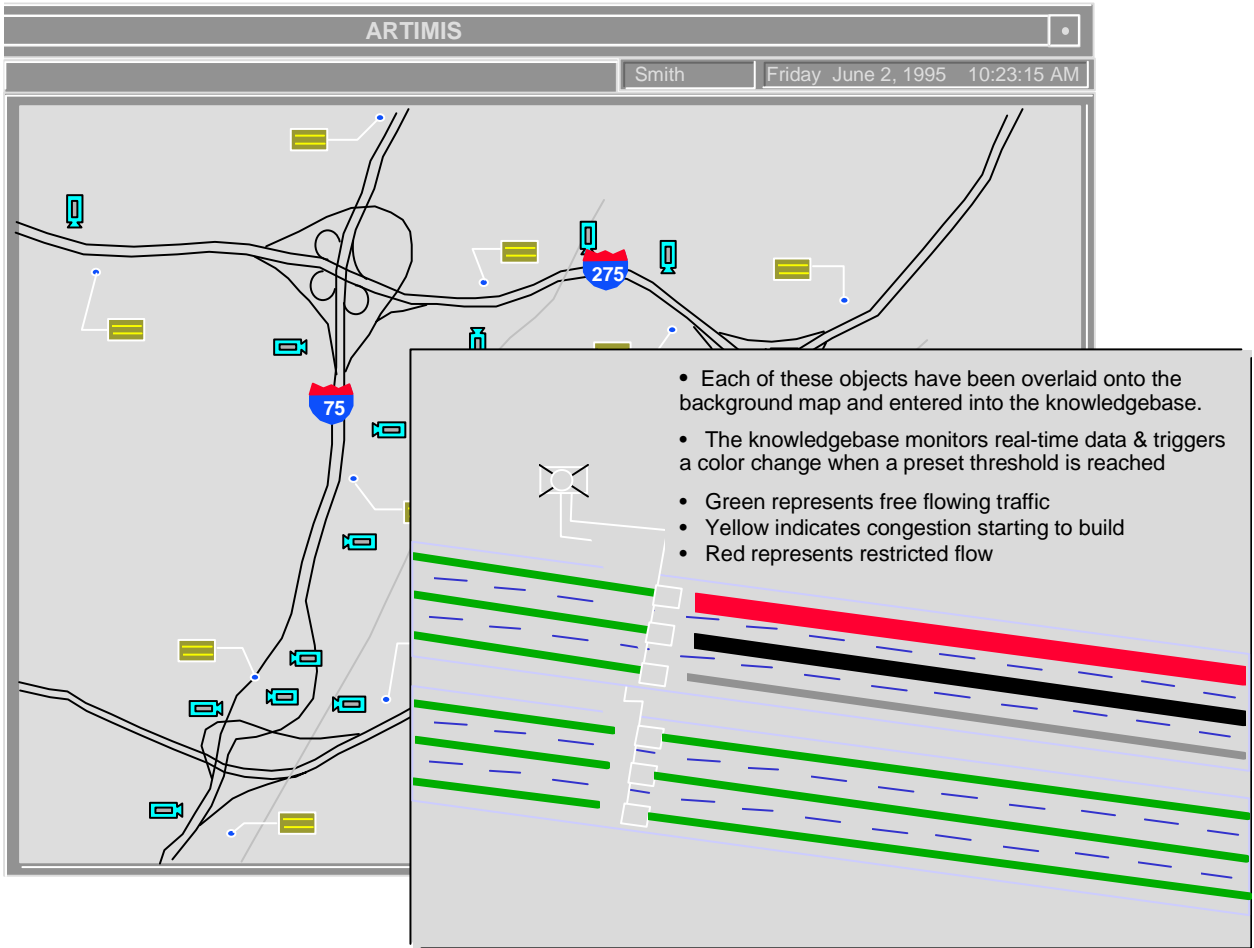 ARTIMIS
Smith
Friday June 2, 1995 10:23:15 AM
275
75
• Each of these objects have been overlaid onto the
background map and entered into the knowledgebase.
• The knowledgebase monitors real-time data & triggers
a color change when a preset threshold is reached
• Green represents free flowing traffic
• Yellow indicates congestion starting to build
• Red represents restricted flow